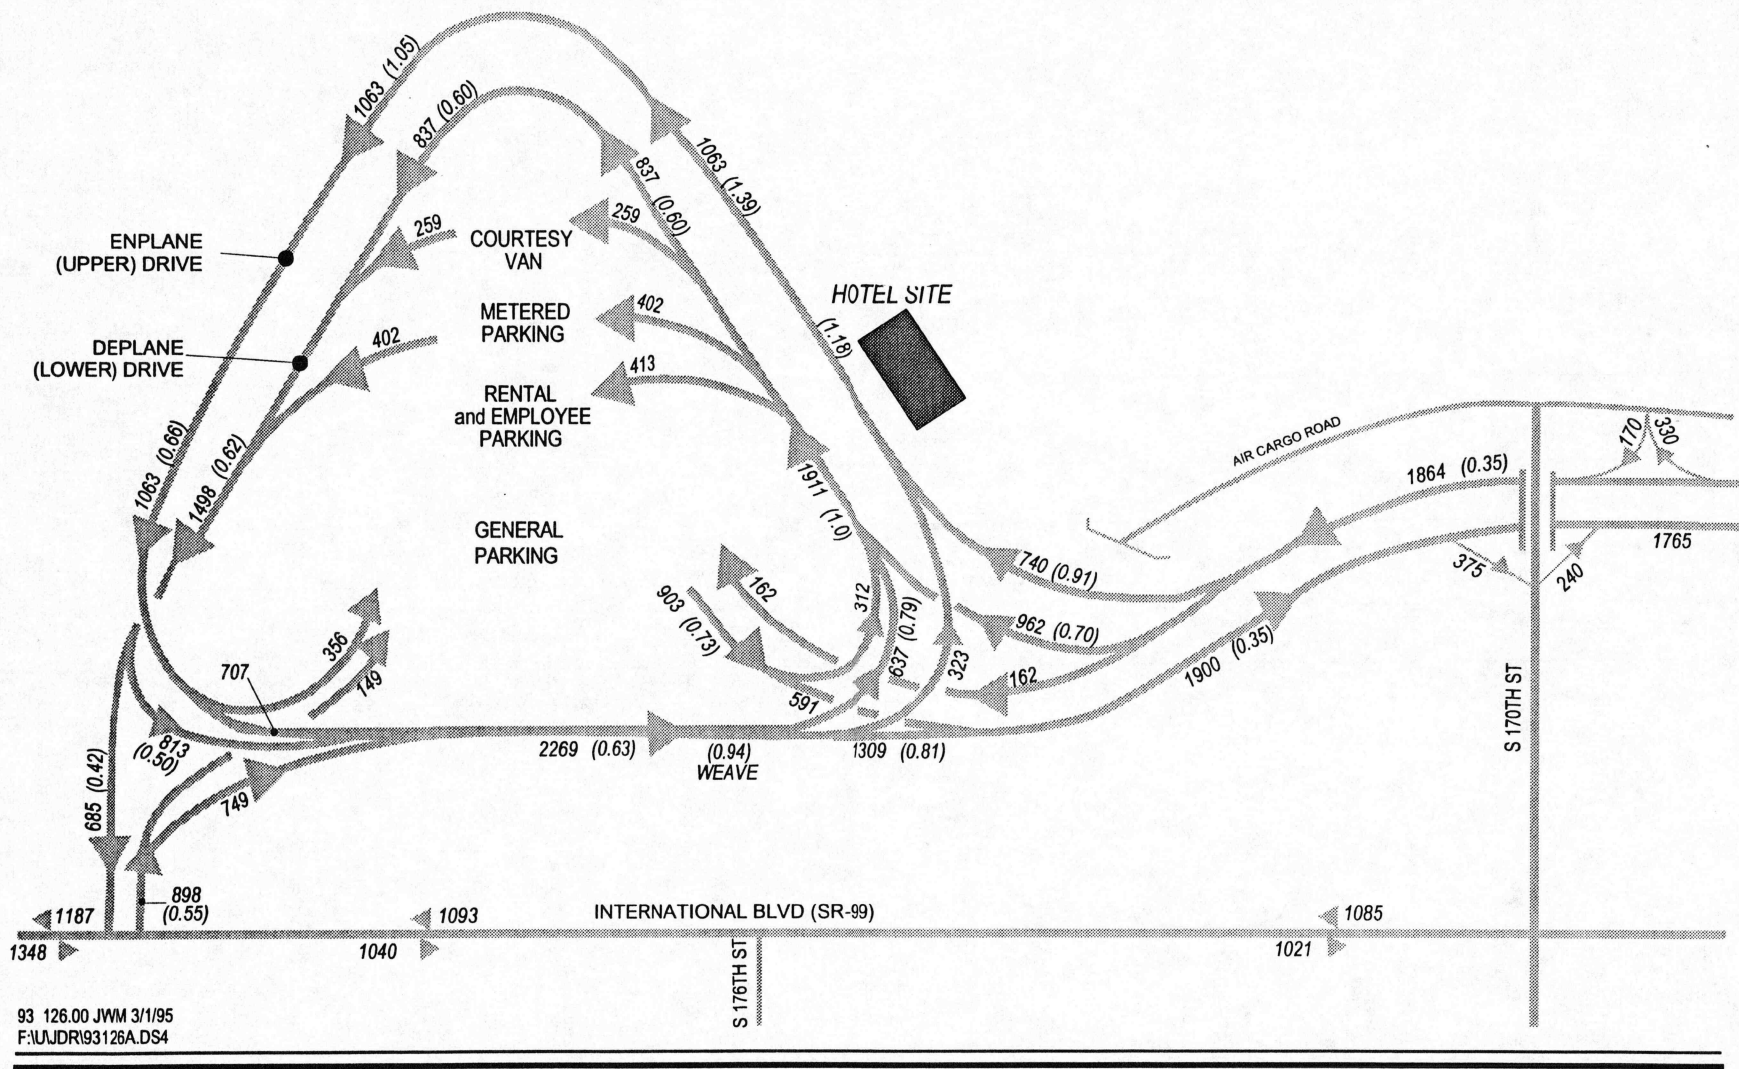 1063 (1.05)
837 (0.60)
1063 (1.39)
837 (0.60)
259
259
COURTESY
VAN
ENPLANE
(UPPER) DRIVE
HOTEL SITE
METERED
PARKING
402
402
(1.18)
DEPLANE
(LOWER) DRIVE
413
RENTAL
and EMPLOYEE
PARKING
AIR CARGO ROAD
170
330
1063 (0.66)
1498 (0.62)
1911 (1.0)
1864 (0.35)
GENERAL
PARKING
1765
740 (0.91)
375
240
162
903 (0.73)
312
637 (0.79)
962 (0.70)
323
356
149
707
591
162
1900 (0.35)
S 170TH ST
813
(0.50)
2269 (0.63)
(0.94)
WEAVE
1309 (0.81)
685 (0.42)
749
898
(0.55)
1187
1093
INTERNATIONAL BLVD (SR-99)
1085
1348
1040
1021
S 176TH ST
93 126.00 JWM 3/1/95
F:\U\JDR\93126A.DS4